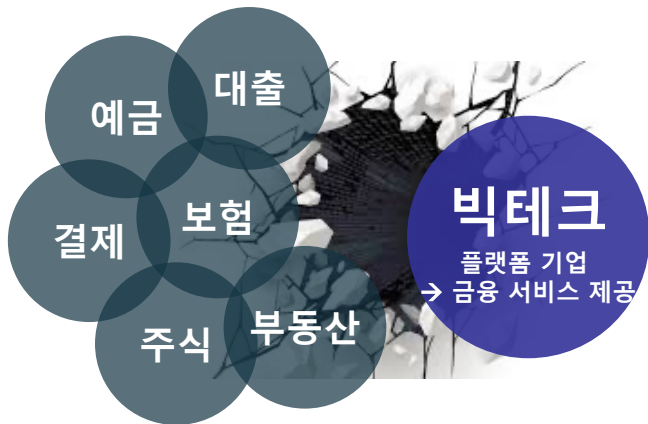 대출
예금
보험
결제
주식
부동산
빅테크
플랫폼 기업
→ 금융 서비스 제공